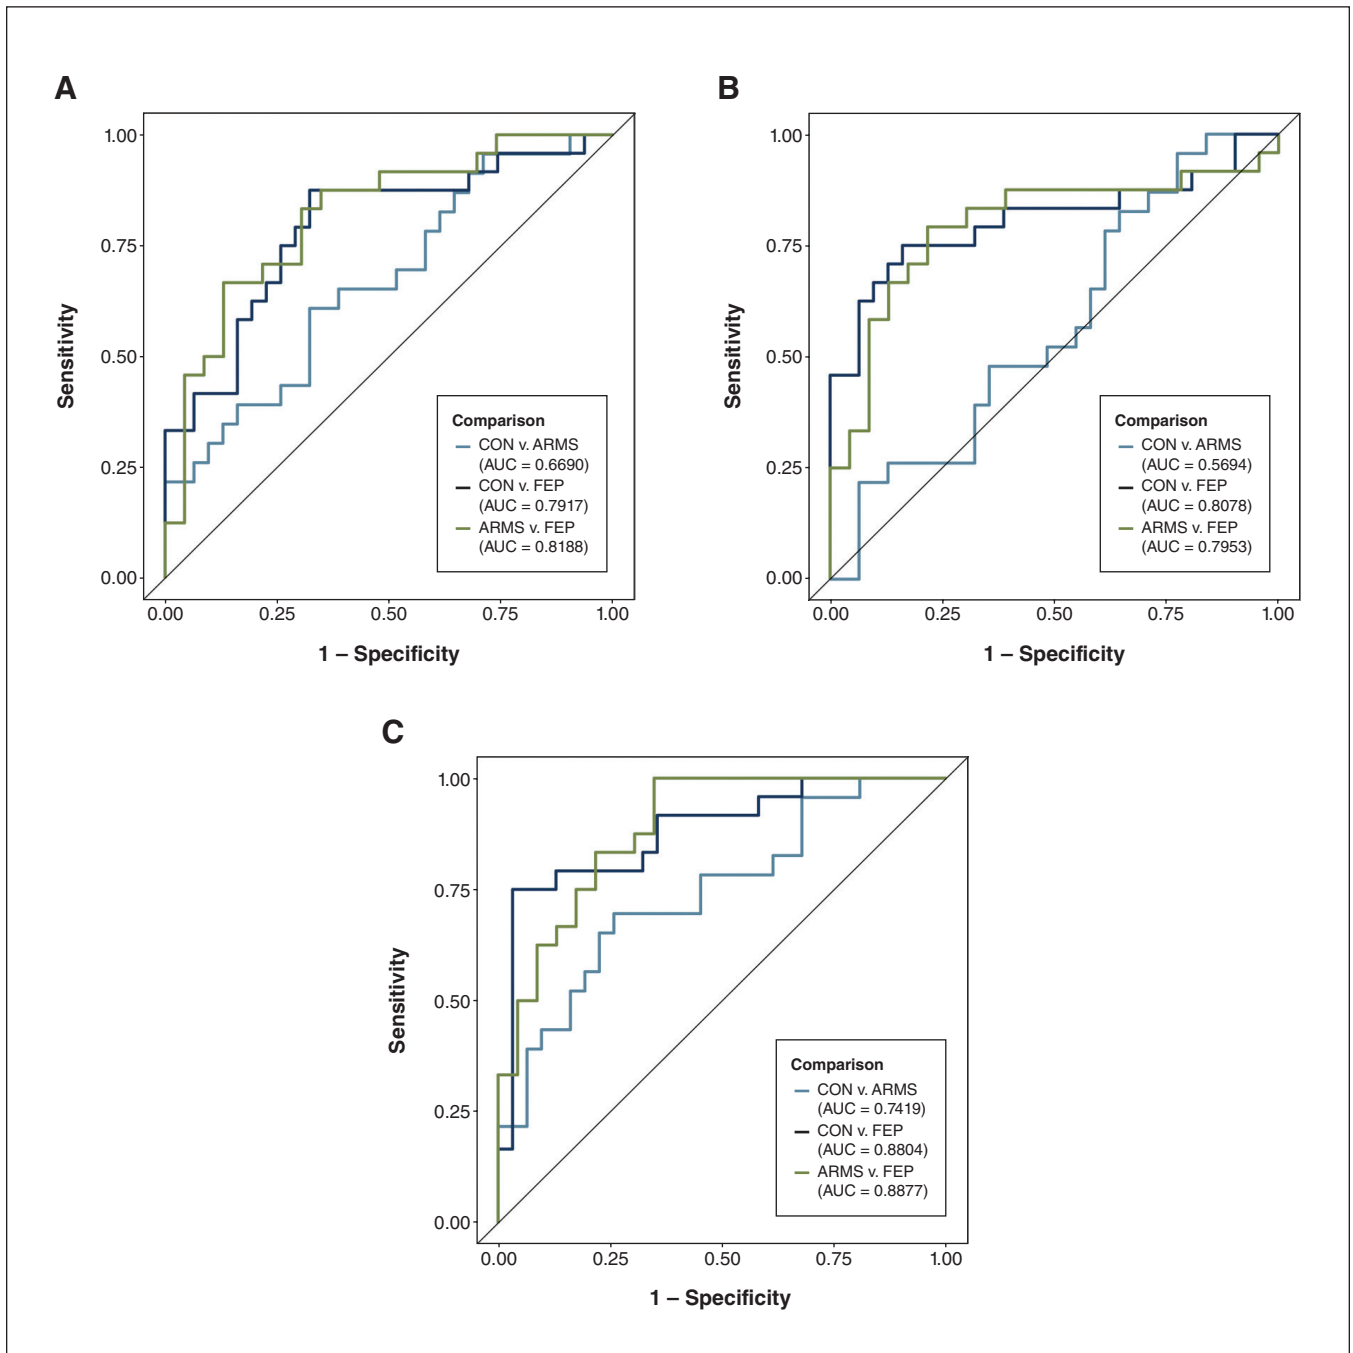 A
1.00
0.75
0.50
0.25
0.00
Sensitivity
Comparison
CON v. ARMS
(AUC = 0.6690)
CON v. FEP
(AUC = 0.7917)
ARMS v. FEP
(AUC = 0.8188)
0.00 0.25 0.50 0.75 1.00
1 – Specificity
B
1.00
0.75
0.50
0.25
0.00
Sensitivity
Comparison
CON v. ARMS
(AUC = 0.5694)
CON v. FEP
(AUC = 0.8078)
ARMS v. FEP
(AUC = 0.7953)
0.00 0.25 0.50 0.75 1.00
1 – Specificity
C
1.00
0.75
0.50
0.25
0.00
Sensitivity
Comparison
CON v. ARMS
(AUC = 0.7419)
CON v. FEP
(AUC = 0.8804)
ARMS v. FEP
(AUC = 0.8877)
0.00 0.25 0.50 0.75 1.00
1 – Specificity